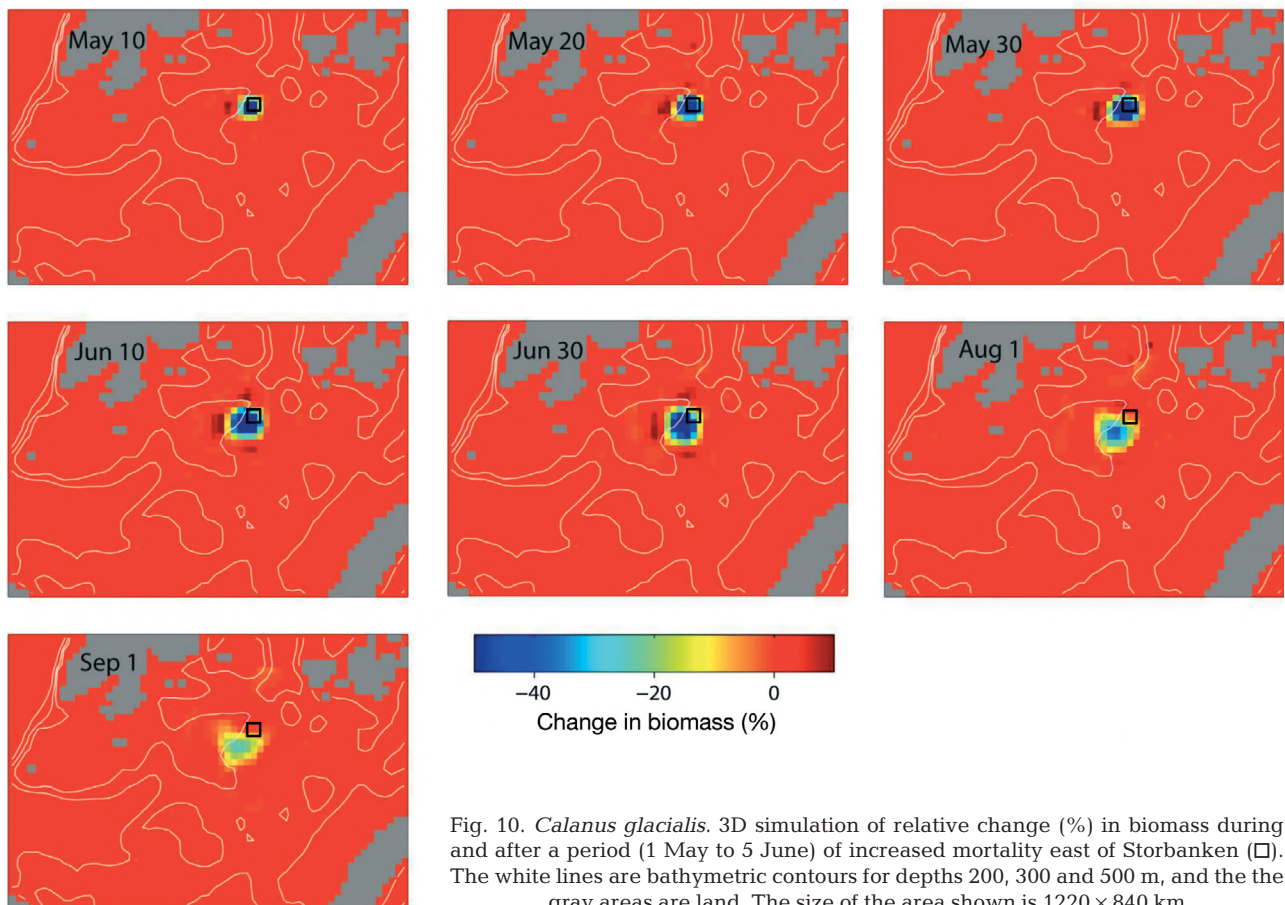 May 10
May 20
May 30
Jun 10
Jun 30
Aug 1
Sep 1
−40
−20
0
Change in biomass (%)
Fig. 10. Calanus glacialis. 3D simulation of relative change (%) in biomass during
and after a period (1 May to 5 June) of increased mortality east of Storbanken (□).
The white lines are bathymetric contours for depths 200, 300 and 500 m, and the the
gray areas are land. The size of the area shown is 1220 × 840 km